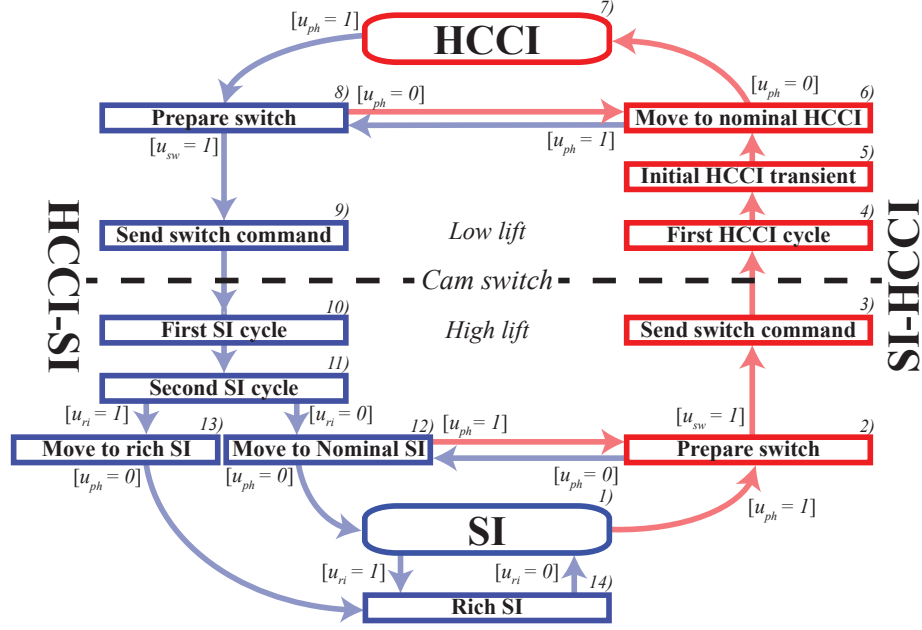 7)
[u_ph = 1]
HCCI
[u_ph = 0]
6)
8)
[u_ph = 0]
Prepare switch
Move to nominal HCCI
[u_sw = 1]
[u_ph = 1]
5)
Initial HCCI transient
9)
4)
Send switch command
Low lift
First HCCI cycle
HCCI-SI
SI-HCCI
Cam switch
10)
3)
First SI cycle
High lift
Send switch command
11)
Second SI cycle
[u_ri = 1]
[u_ri = 0]
[u_sw = 1]
13)
12)
[u_ph = 1]
2)
Move to rich SI
Move to Nominal SI
Prepare switch
[u_ph = 0]
[u_ph = 0]
[u_ph = 0]
1)
[u_ph = 1]
SI
[u_ri = 1]
[u_ri = 0]
14)
Rich SI